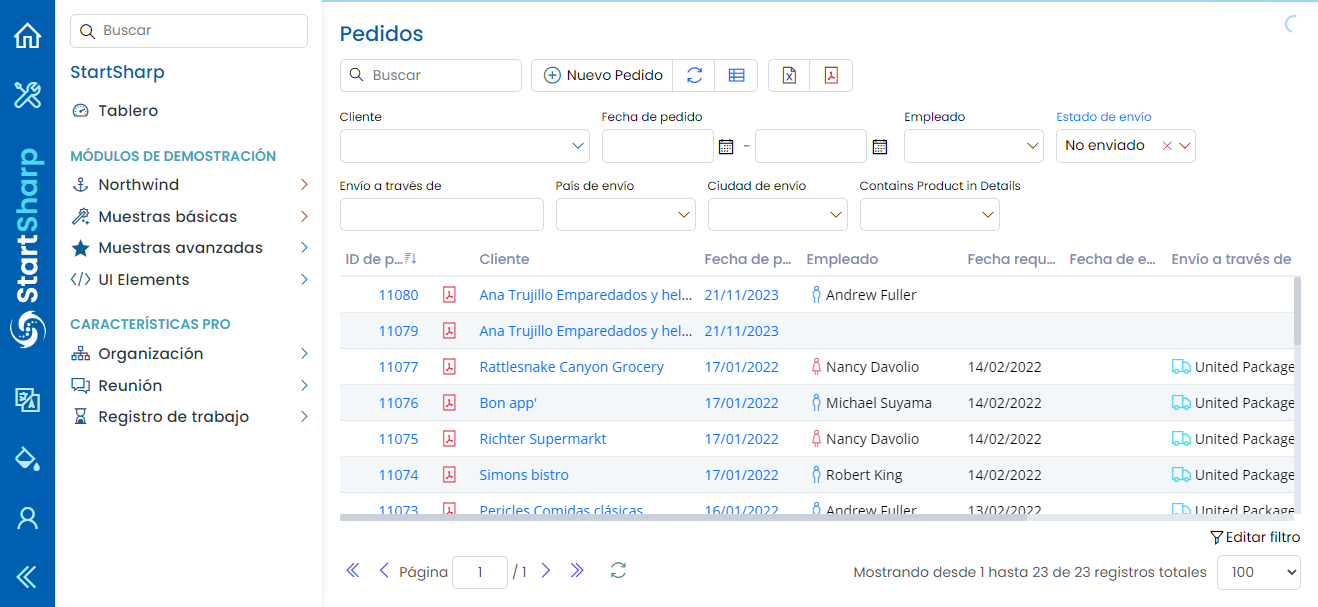 Buscar
StartSharp
Tablero
MÓDULOS DE DEMOSTRACIÓN
Northwind
Muestras básicas
Muestras avanzadas
UI Elements
CARACTERÍSTICAS PRO
Organización
Reunión
Registro de trabajo
StartSharp
Pedidos
Buscar Nuevo Pedido
Cliente Fecha de pedido Empleado Estado de envío
- No enviado
Envío a través de País de envío Ciudad de envío Contains Product in Details
ID de p... Cliente Fecha de p... Empleado Fecha requ... Fecha de e... Envío a través de
11080 Ana Trujillo Emparedados y hel... 21/11/2023 Andrew Fuller
11079 Ana Trujillo Emparedados y hel... 21/11/2023
11077 Rattlesnake Canyon Grocery 17/01/2022 Nancy Davolio 14/02/2022 United Package
11076 Bon app' 17/01/2022 Michael Suyama 14/02/2022 United Package
11075 Richter Supermarkt 17/01/2022 Nancy Davolio 14/02/2022 United Package
11074 Simons bistro 17/01/2022 Robert King 14/02/2022 United Package
11073 Pericles Comidas clásicas 16/01/2022 Andrew Fuller 13/02/2022 United Package
Editar filtro
Página 1 / 1 Mostrando desde 1 hasta 23 de 23 registros totales 100